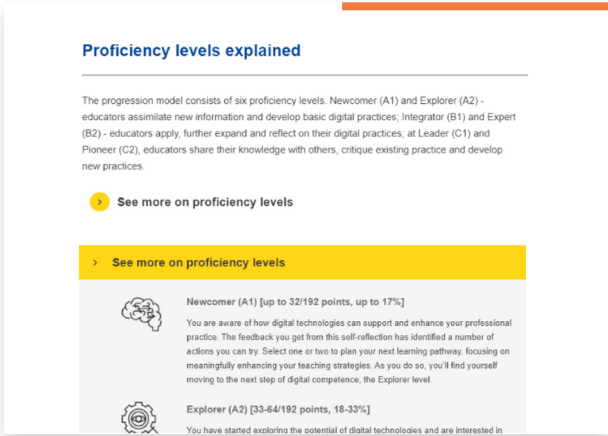 Proficiency levels explained
The progression model consists of six proficiency levels. Newcomer (A1) and Explorer (A2) -
educators assimilate new information and develop basic digital practices; Integrator (B1) and Expert
(B2) - educators apply, further expand and reflect on their digital practices; at Leader (C1) and
Pioneer (C2), educators share their knowledge with others, critique existing practice and develop
new practices.
See more on proficiency levels
See more on proficiency levels
Newcomer (A1) [up to 32/192 points, up to 17%]
You are aware of how digital technologies can support and enhance your professional
practice. The feedback you get from this self-reflection has identified a number of
actions you can try. Select one or two to plan your next learning pathway, focusing on
meaningfully enhancing your teaching strategies. As you do so, you'll find yourself
moving to the next step of digital competence, the Explorer level.
Explorer (A2) [33-64/192 points, 18-33%]
You have started exploring the potential of digital technologies and are interested in